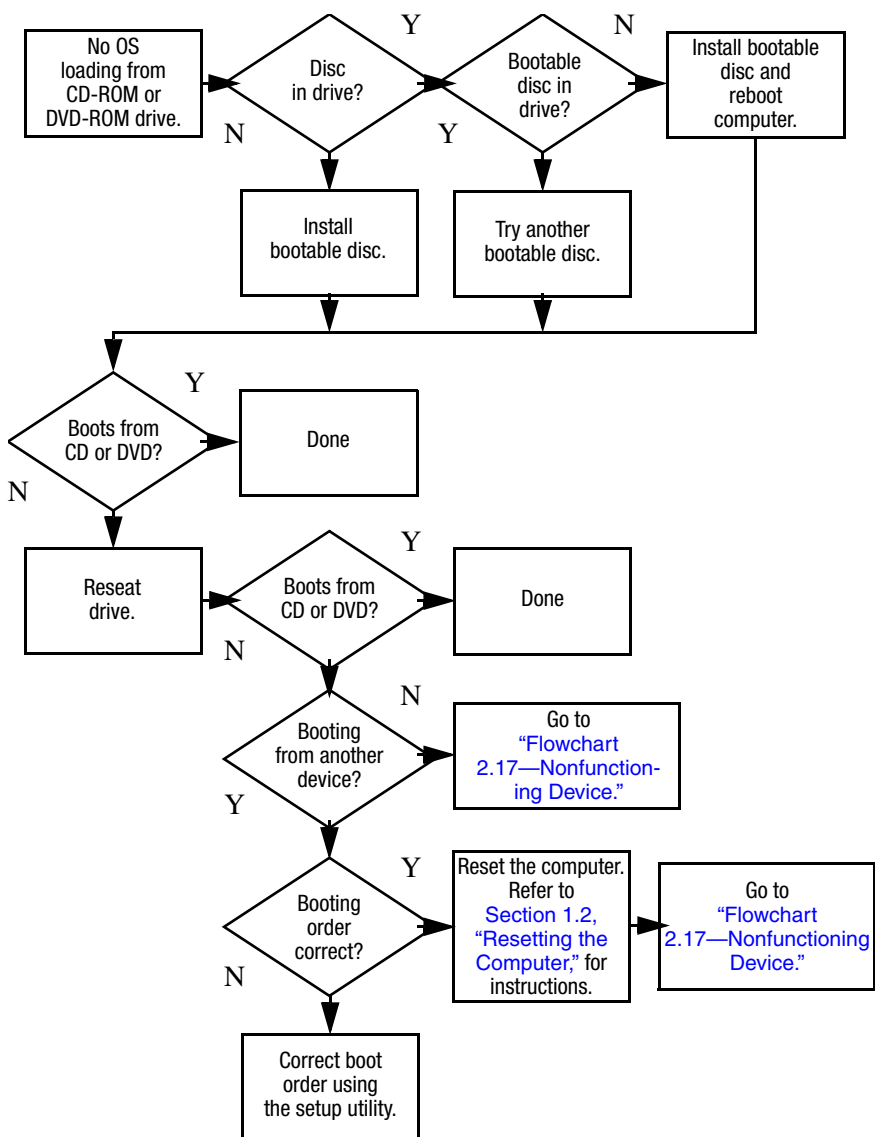 No OS
loading from
CD-ROM or
DVD-ROM drive.
Disc
in drive?
Y
N
Bootable
disc in
drive?
N
Y
Install bootable
disc and
reboot
computer.
Install
bootable disc.
Try another
bootable disc.
Boots from
CD or DVD?
Y
N
Done
Reseat
drive.
Boots from
CD or DVD?
Y
N
Done
Booting
from another
device?
N
Y
Go to
“Flowchart
2.17—Nonfunction-
ing Device.”
Booting
order
correct?
Y
N
Reset the computer.
Refer to
Section 1.2,
“Resetting the
Computer,” for
instructions.
Go to
“Flowchart
2.17—Nonfunctioning
Device.”
Correct boot
order using
the setup utility.